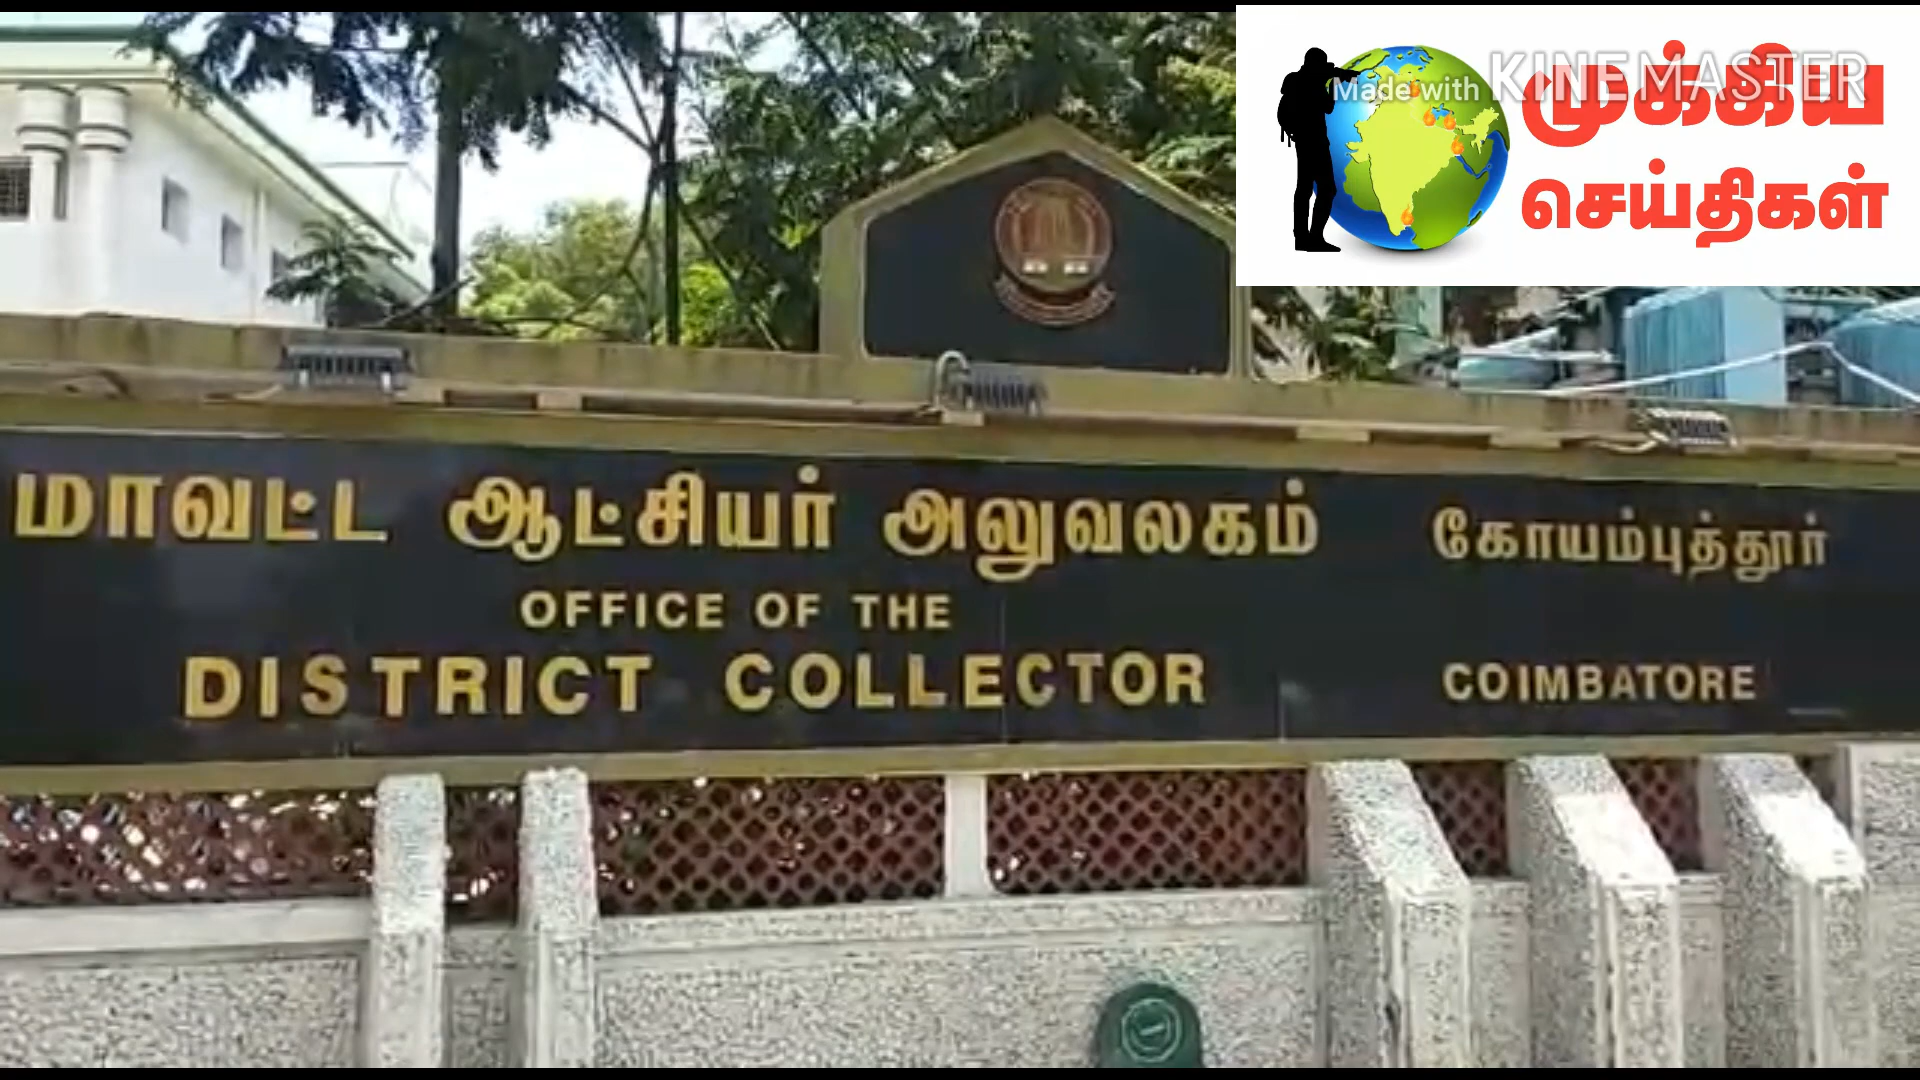 Made with KINEMASTER
முக்கிய
செய்திகள்
மாவட்ட ஆட்சியர் அலுவலகம் கோயம்புத்தூர்
OFFICE OF THE
DISTRICT COLLECTOR COIMBATORE